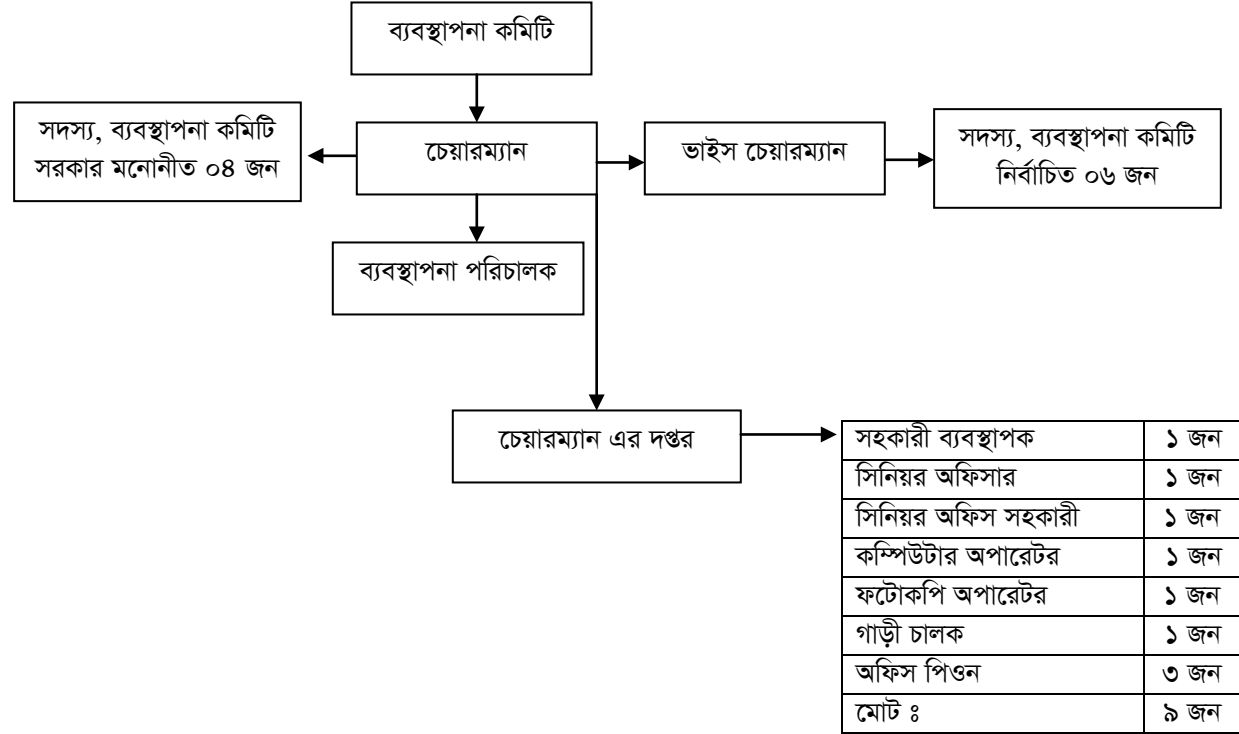 ব্যবস্থাপনা কমিটি
সদস্য, ব্যবস্থাপনা কমিটি
সরকার মনোনীত ০৪ জন
চেয়ারম্যান
ভাইস চেয়ারম্যান
সদস্য, ব্যবস্থাপনা কমিটি
নির্বাচিত ০৬ জন
ব্যবস্থাপনা পরিচালক
চেয়ারম্যান এর দপ্তর
সহকারী ব্যবস্থাপক ১ জন
সিনিয়র অফিসার ১ জন
সিনিয়র অফিস সহকারী ১ জন
কম্পিউটার অপারেটর ১ জন
ফটোকপি অপারেটর ১ জন
গাড়ী চালক ১ জন
অফিস পিওন ৩ জন
মোট ঃ ৯ জন